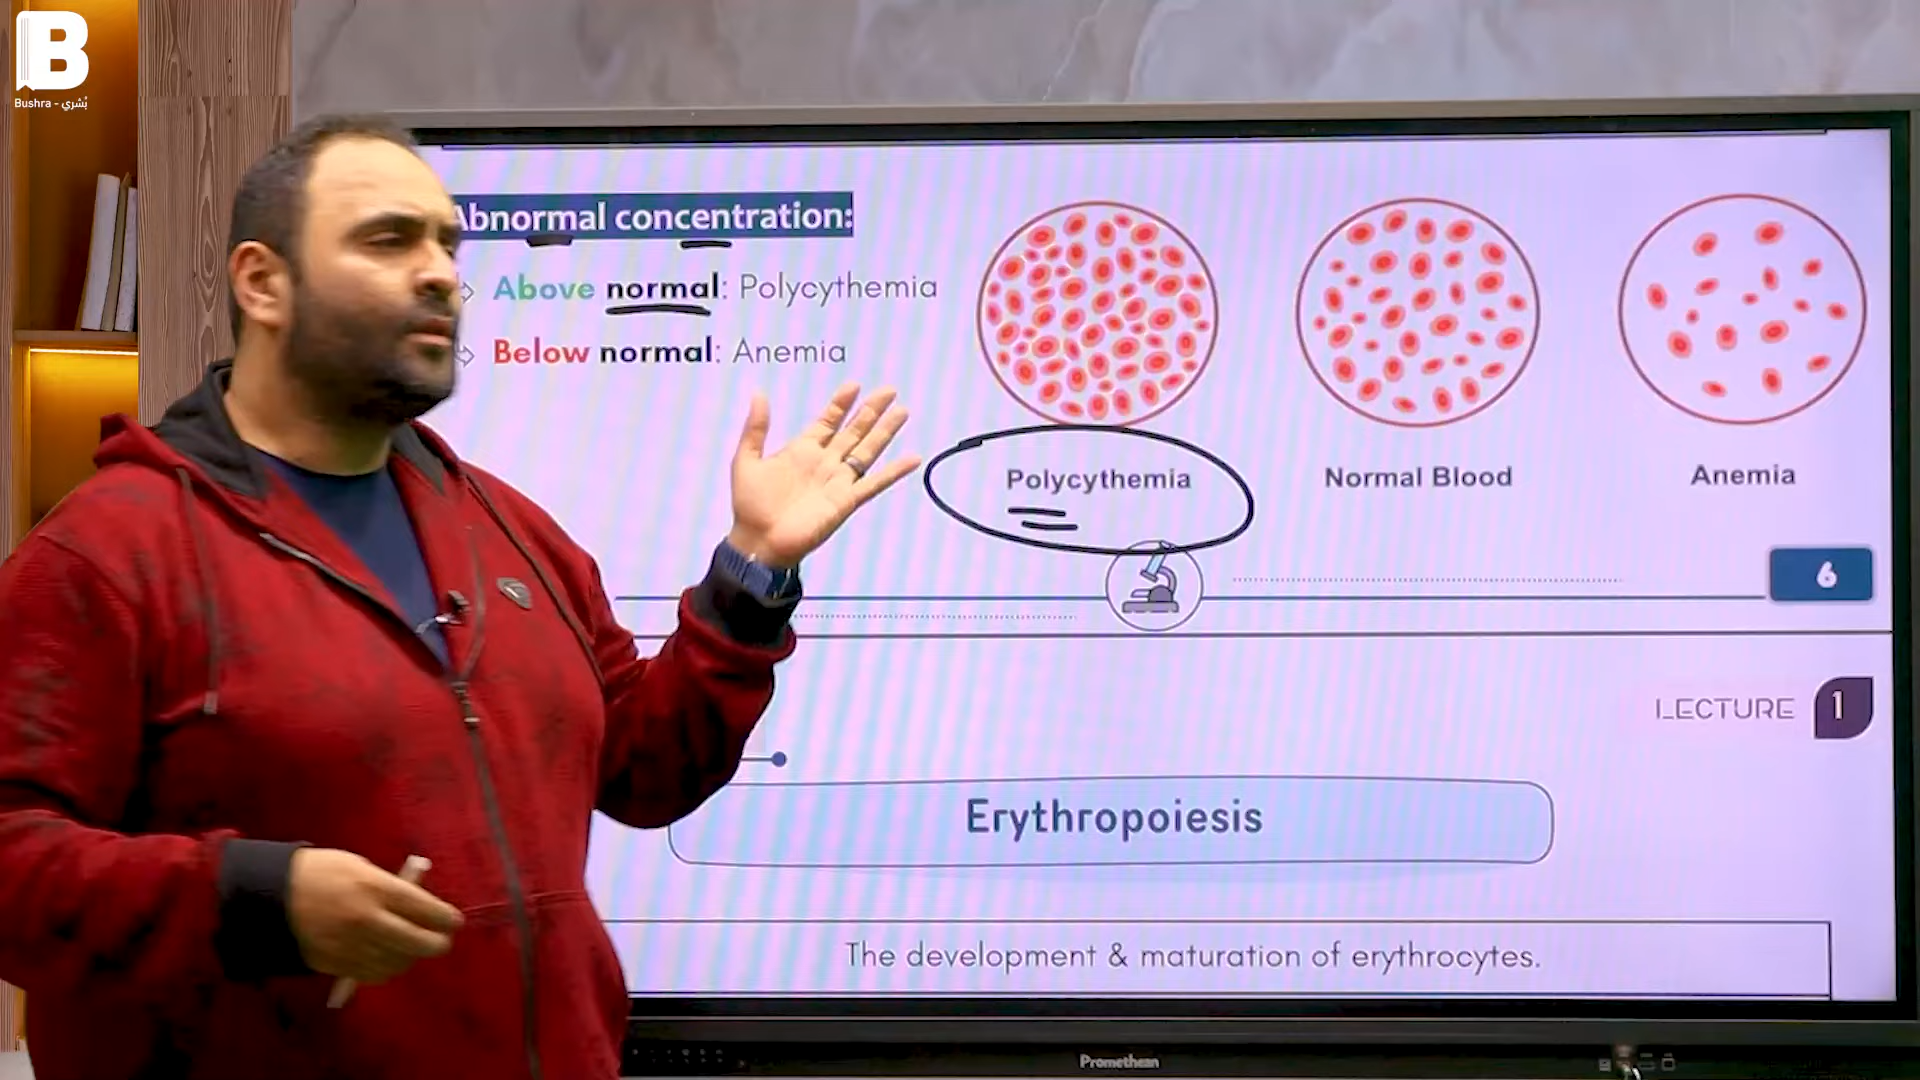 B
Bushra - بُشري
Abnormal concentration:
Above normal: Polycythemia
Below normal: Anemia
Polycythemia
Normal Blood
Anemia
6
LECTURE 1
Erythropoiesis
The development & maturation of erythrocytes.
Promethean